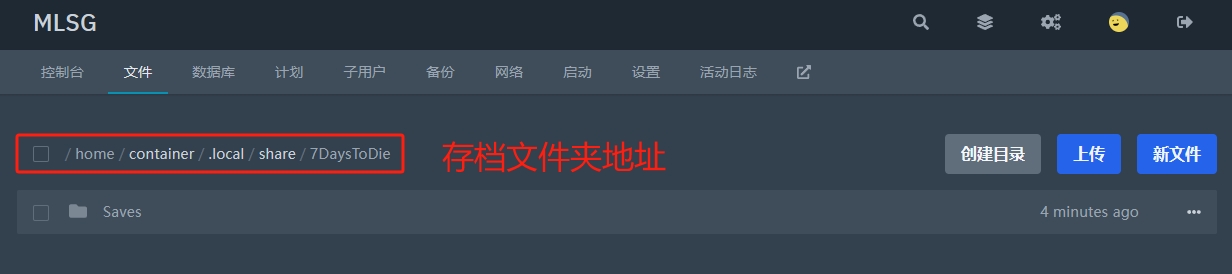 MLSG
控制台 文件 数据库 计划 子用户 备份 网络 启动 设置 活动日志
/ home / container / .local / share / 7DaysToDie 存档文件夹地址 创建目录 上传 新文件
Saves 4 minutes ago